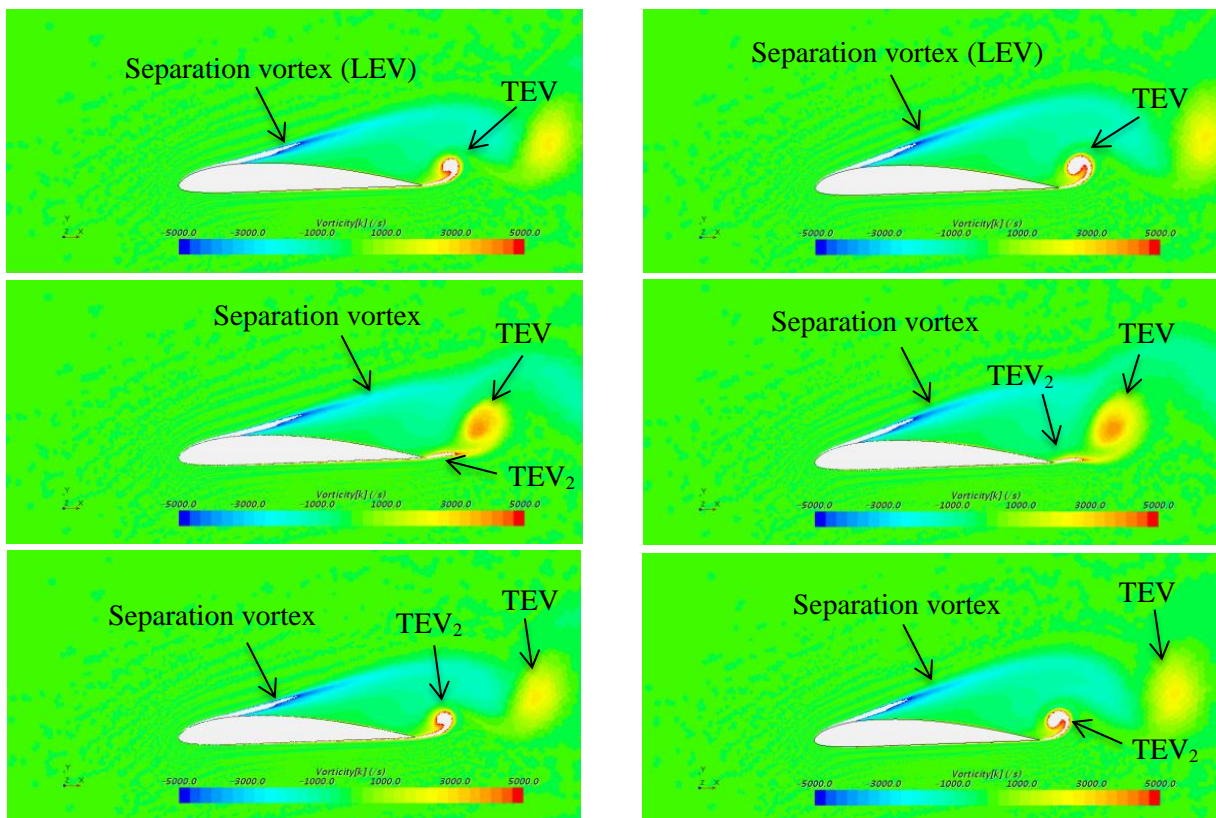 Separation vortex (LEV)
TEV
Y
Z X
Vorticity[k] (/s)
-5000.0 -3000.0 -1000.0 1000.0 3000.0 5000.0
Separation vortex (LEV)
TEV
Y
Z X
Vorticity[k] (/s)
-5000.0 -3000.0 -1000.0 1000.0 3000.0 5000.0
Separation vortex
TEV
TEV₂
Y
Z X
Vorticity[k] (/s)
-5000.0 -3000.0 -1000.0 1000.0 3000.0 5000.0
Separation vortex
TEV
TEV₂
Y
Z X
Vorticity[k] (/s)
-5000.0 -3000.0 -1000.0 1000.0 3000.0 5000.0
Separation vortex
TEV
TEV₂
Y
Z X
Vorticity[k] (/s)
-5000.0 -3000.0 -1000.0 1000.0 3000.0 5000.0
Separation vortex
TEV
TEV₂
Y
Z X
Vorticity[k] (/s)
-5000.0 -3000.0 -1000.0 1000.0 3000.0 5000.0